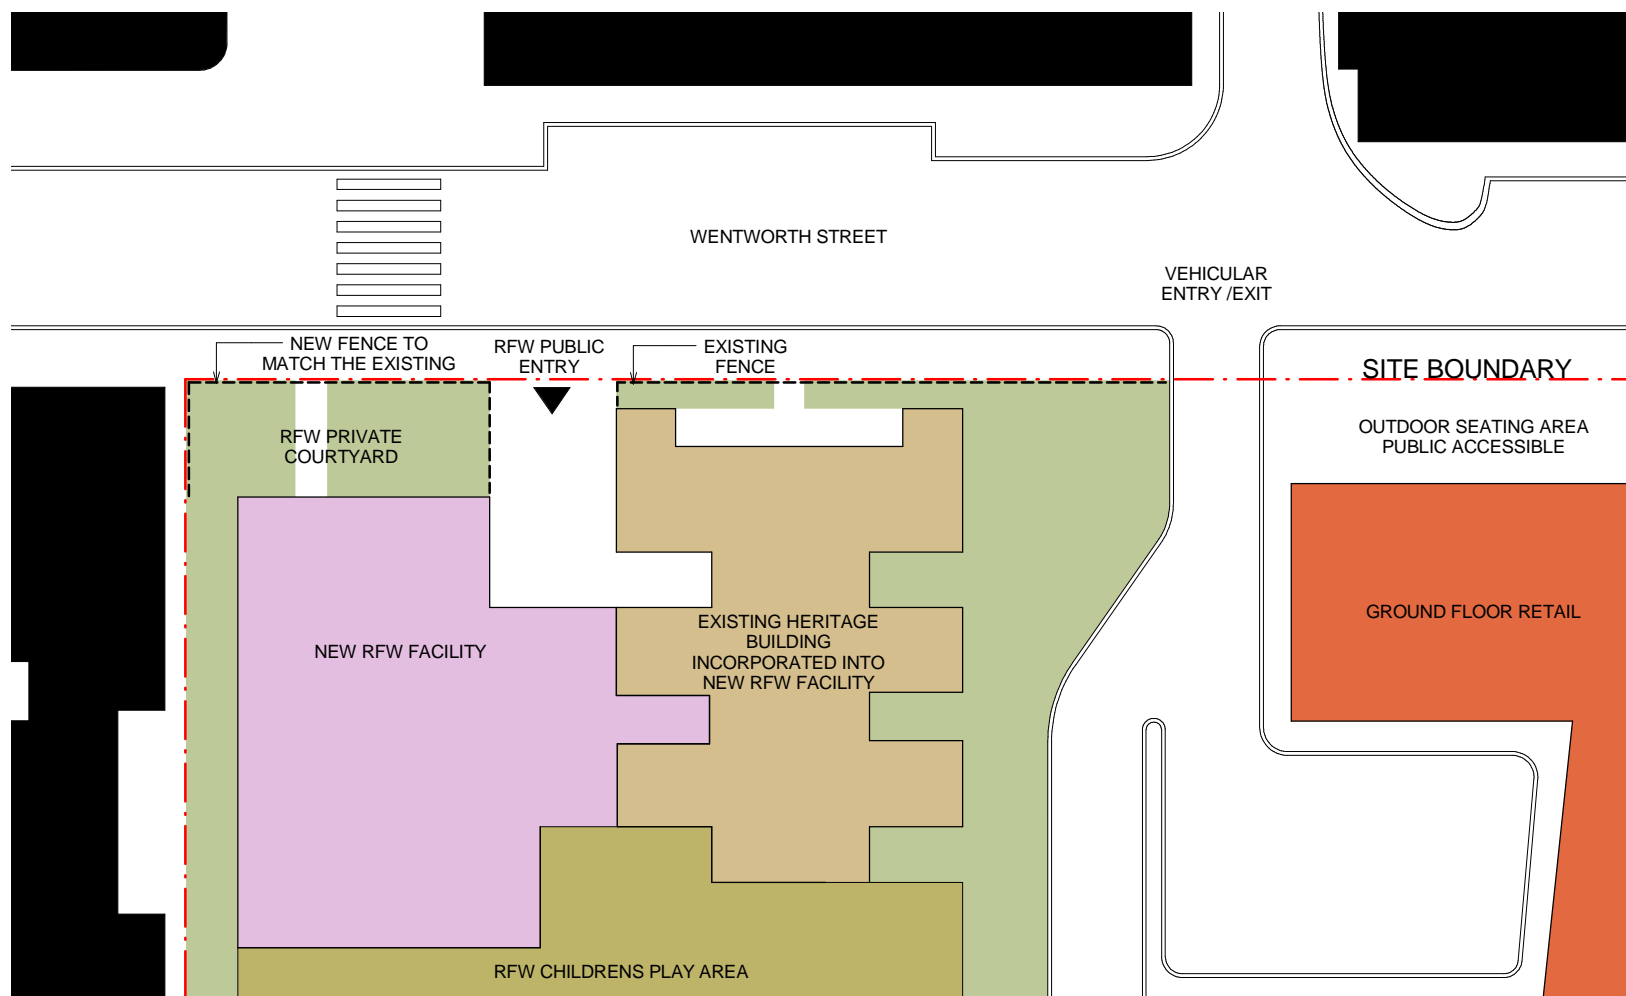 WENTWORTH STREET
VEHICULAR
ENTRY /EXIT
NEW FENCE TO
MATCH THE EXISTING
RFW PUBLIC
ENTRY
EXISTING
FENCE
SITE BOUNDARY
OUTDOOR SEATING AREA
PUBLIC ACCESSIBLE
RFW PRIVATE
COURTYARD
GROUND FLOOR RETAIL
NEW RFW FACILITY
EXISTING HERITAGE
BUILDING
INCORPORATED INTO
NEW RFW FACILITY
RFW CHILDRENS PLAY AREA